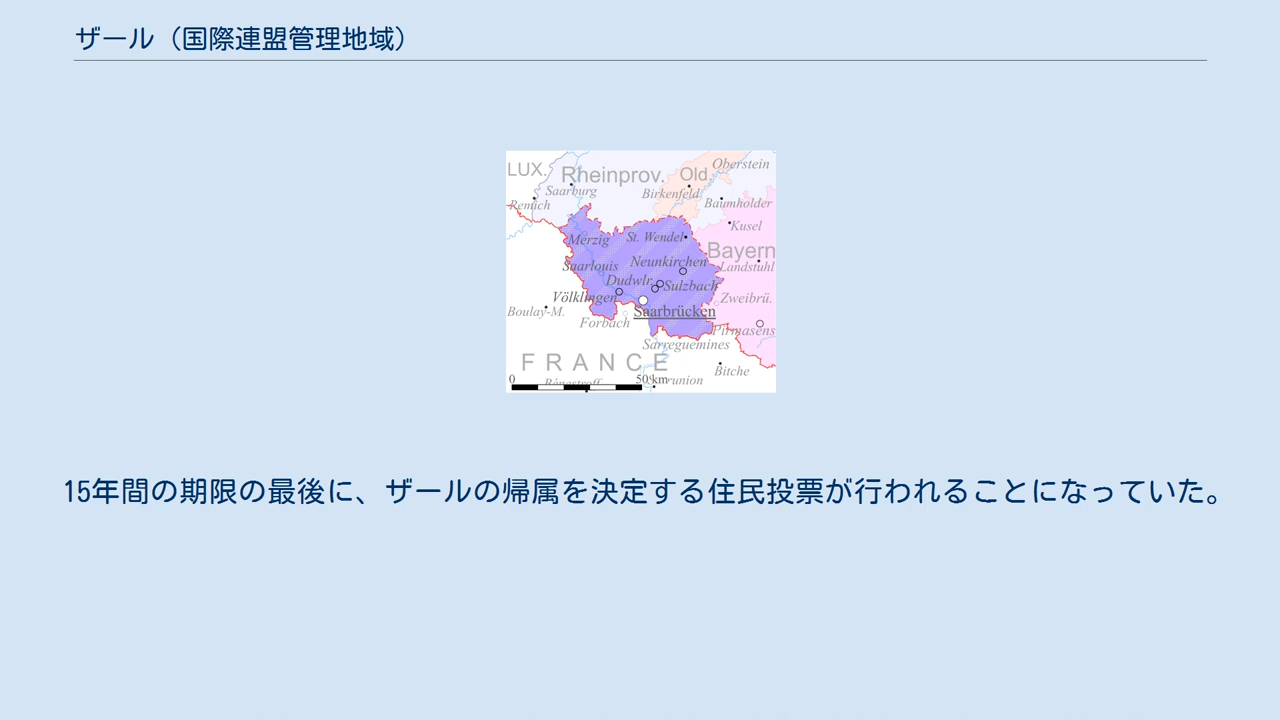 ザール（国際連盟管理地域）
LUX.
Rheinprov.
Old.
Oberstein
Saarburg
Birkenfeld
Remich
Baumholder
Kusel
Merzig
St. Wendel
Bayern
Saarlouis
Neunkirchen
Landstuhl
Dudwlr.
Sulzbach
Völklingen
Zweibrü.
Boulay-M.
Saarbrücken
Forbach
Pirmasens
Sarreguemines
FRANCE
Bitche
0
50 km
15年間の期限の最後に、ザールの帰属を決定する住民投票が行われることになっていた。